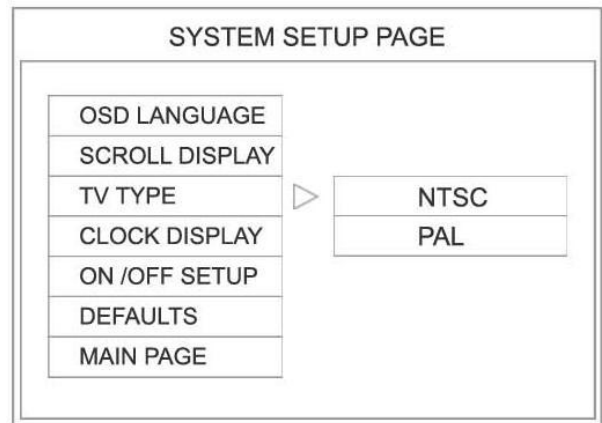 SYSTEM SETUP PAGE
OSD LANGUAGE
SCROLL DISPLAY
TV TYPE
NTSC
CLOCK DISPLAY
PAL
ON /OFF SETUP
DEFAULTS
MAIN PAGE